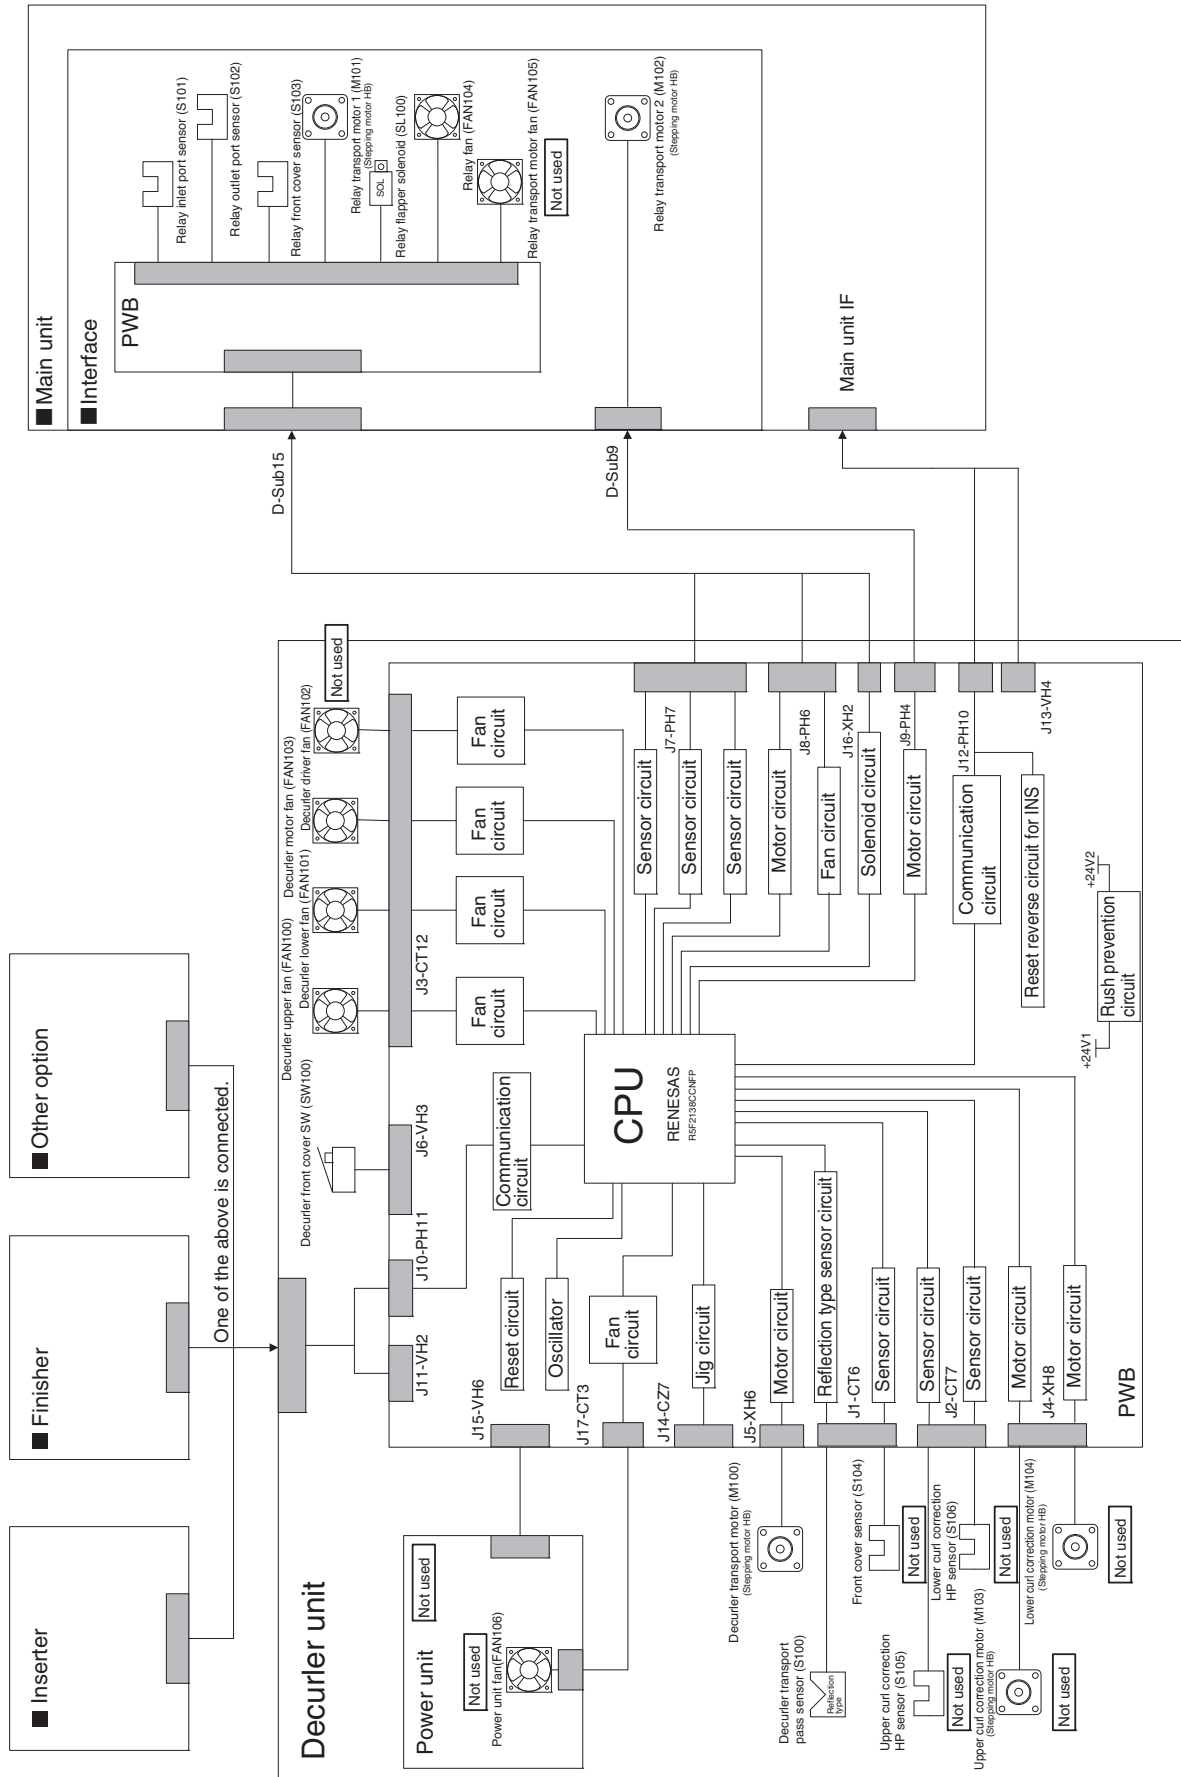 ■ Inserter
■ Finisher
■ Other option
One of the above is connected.
Decurler unit
Power unit
Not used
Not used
Power unit fan(FAN106)
Decurler front cover SW (SW100)
Decurler upper fan (FAN100)
Decurler lower fan (FAN101)
Decurler motor fan (FAN103)
Decurler driver fan (FAN102)
Not used
J11-VH2
J10-PH11
J6-VH3
J3-CT12
J15-VH6
J17-CT3
J14-CZ7
J5-XH6
J1-CT6
J2-CT7
J4-XH8
Reset circuit
Oscillator
Fan
circuit
Jig circuit
Communication
circuit
Fan
circuit
Fan
circuit
Fan
circuit
Fan
circuit
CPU
RENESAS
R5F2138CCNFP
Motor circuit
Reflection type sensor circuit
Sensor circuit
Sensor circuit
Sensor circuit
Motor circuit
Motor circuit
PWB
Decurler transport motor (M100)
(Stepping motor HB)
Decurler transport
pass sensor (S100)
Reflection
type
Front cover sensor (S104)
Not used
Upper curl correction
HP sensor (S105)
Not used
Lower curl correction
HP sensor (S106)
Not used
Upper curl correction motor (M103)
(Stepping motor HB)
Not used
Lower curl correction motor (M104)
(Stepping motor HB)
Not used
Sensor circuit
Sensor circuit
Sensor circuit
J7-PH7
Motor circuit
Fan circuit
J8-PH6
Solenoid circuit
J16-XH2
Motor circuit
J9-PH4
Communication
circuit
J12-PH10
Reset reverse circuit for INS
J13-VH4
+24V1
Rush prevention
circuit
+24V2
D-Sub15
D-Sub9
■Main unit
■Interface
PWB
Relay inlet port sensor (S101)
Relay outlet port sensor (S102)
Relay front cover sensor (S103)
Relay transport motor 1 (M101)
(Stepping motor HB)
SOL
Relay flapper solenoid (SL100)
Relay fan (FAN104)
Relay transport motor fan (FAN105)
Not used
Relay transport motor 2 (M102)
(Stepping motor HB)
Main unit IF